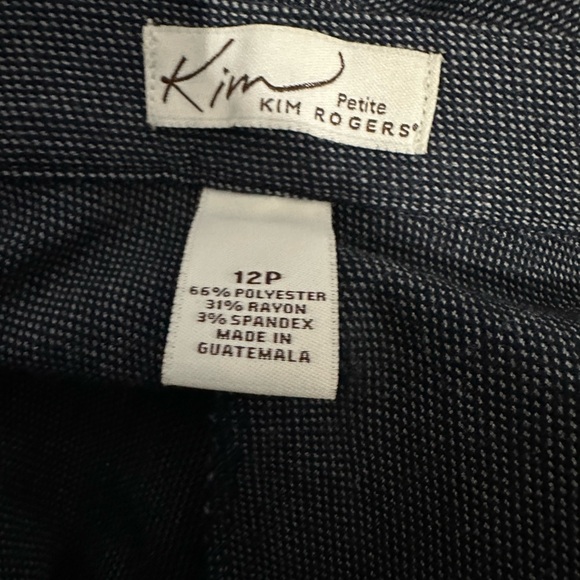 Kim
Petite
KIM ROGERS®
12P
66% POLYESTER
31% RAYON
3% SPANDEX
MADE IN
GUATEMALA